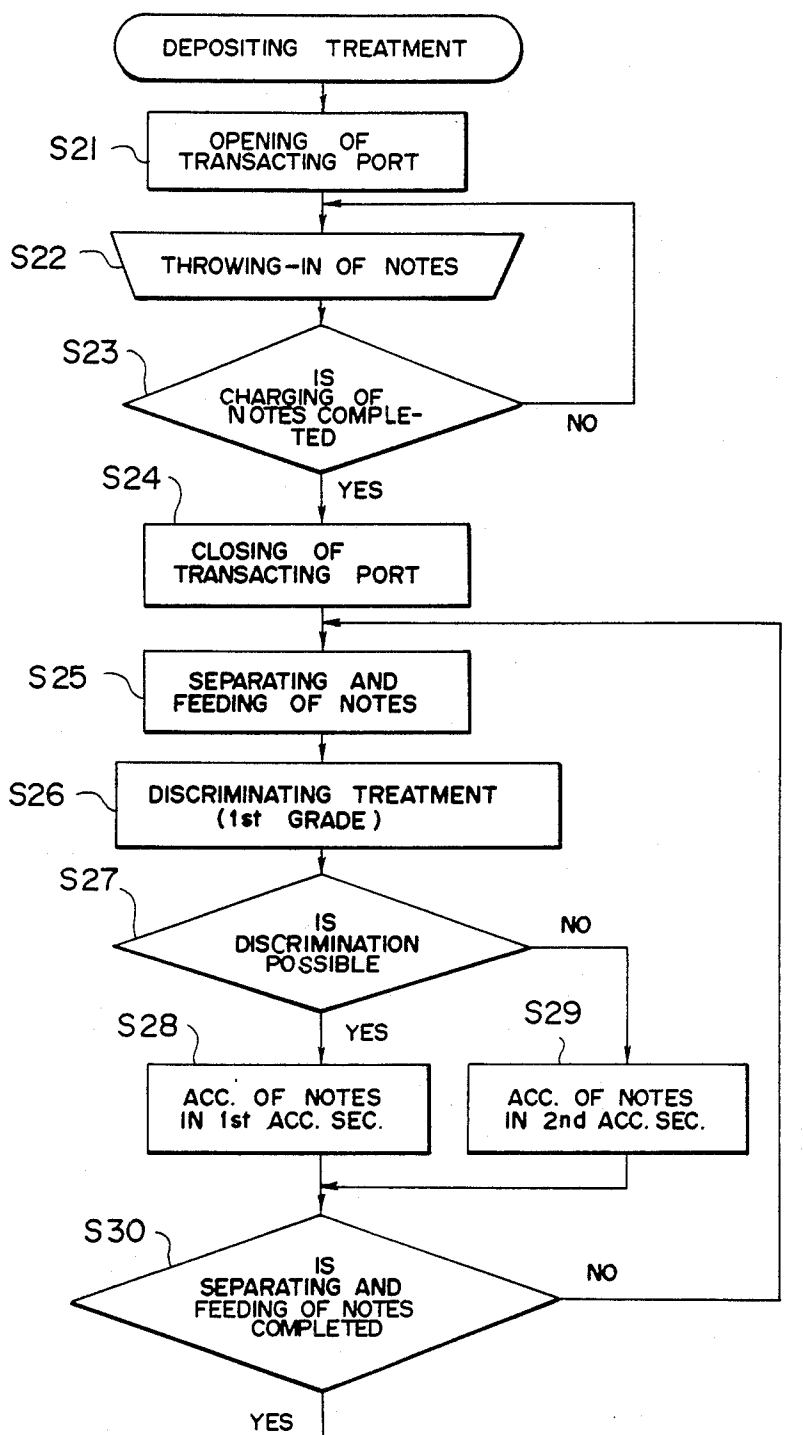 DEPOSITING TREATMENT
S21
OPENING OF
TRANSACTING PORT
S22
THROWING-IN OF NOTES
S23
IS
CHARGING OF
NOTES COMPLE-
TED
NO
S24
YES
CLOSING OF
TRANSACTING PORT
S25
SEPARATING AND
FEEDING OF NOTES
S26
DISCRIMINATING TREATMENT
(1st GRADE)
S27
IS
DISCRIMINATION
POSSIBLE
NO
S28
YES
S29
ACC. OF NOTES
IN 1st ACC. SEC.
ACC. OF NOTES
IN 2nd ACC. SEC.
S30
IS
SEPARATING AND
FEEDING OF NOTES
COMPLETED
NO
YES